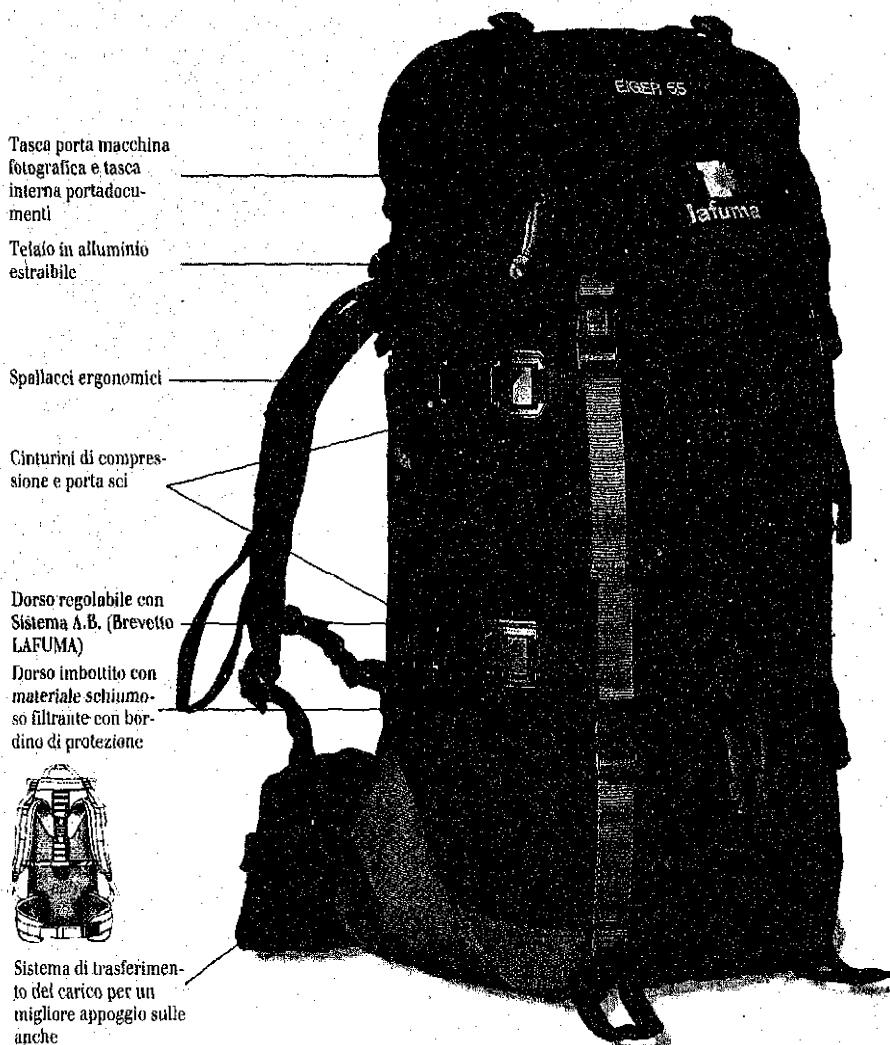 EIGER 55
lafuma
Tasca porta macchina
fotografica e tasca
interna portadocu-
menti
Telaio in alluminio
estraibile
Spallacci ergonomici
Cinturini di compres-
sione e porta sci
Dorso regolabile con
Sistema A.B. (Brevetto
LAFUMA)
Dorso imbottito con
materiale schiumo-
so filtrante con bor-
dino di protezione
Sistema di trasferimen-
to del carico per un
migliore appoggio sulle
anche